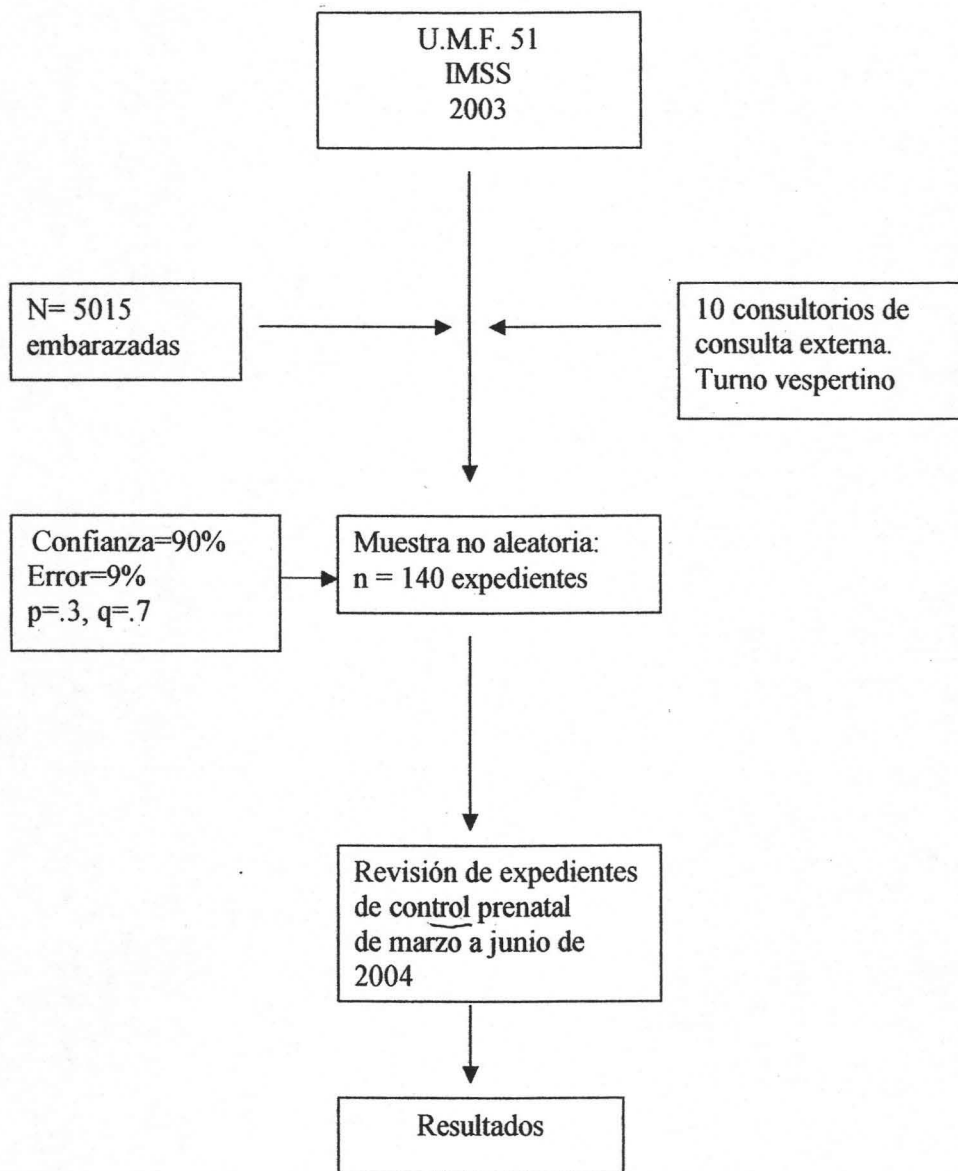 U.M.F. 51
IMSS
2003
N= 5015
embarazadas
10 consultorios de
consulta externa.
Turno vespertino
Confianza=90%
Error=9%
p=.3, q=.7
Muestra no aleatoria:
n = 140 expedientes
Revisión de expedientes
de control prenatal
de marzo a junio de
2004
Resultados